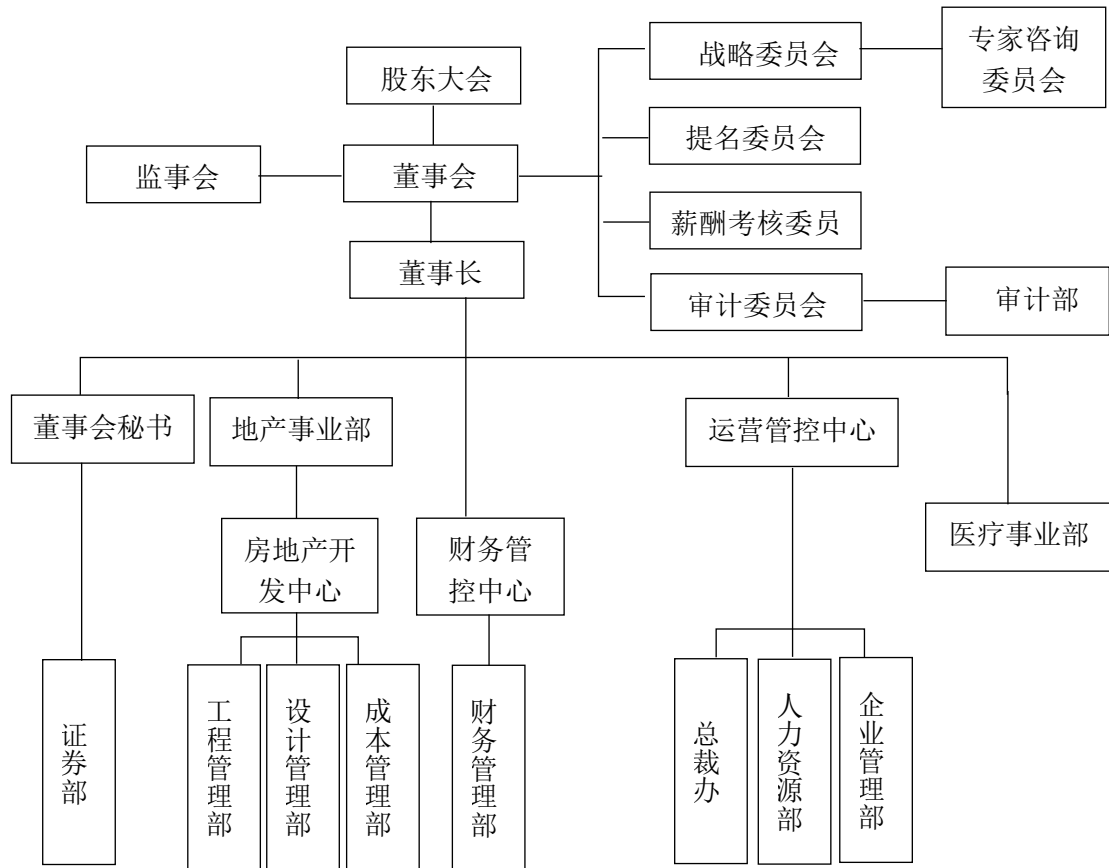 股东大会
战略委员会
专家咨询
委员会
提名委员会
监事会
董事会
薪酬考核委员
董事长
审计委员会
审计部
董事会秘书
地产事业部
运营管控中心
房地产开
发中心
财务管
控中心
医疗事业部
证券部
工程管理部
设计管理部
成本管理部
财务管理部
总裁办
人力资源部
企业管理部